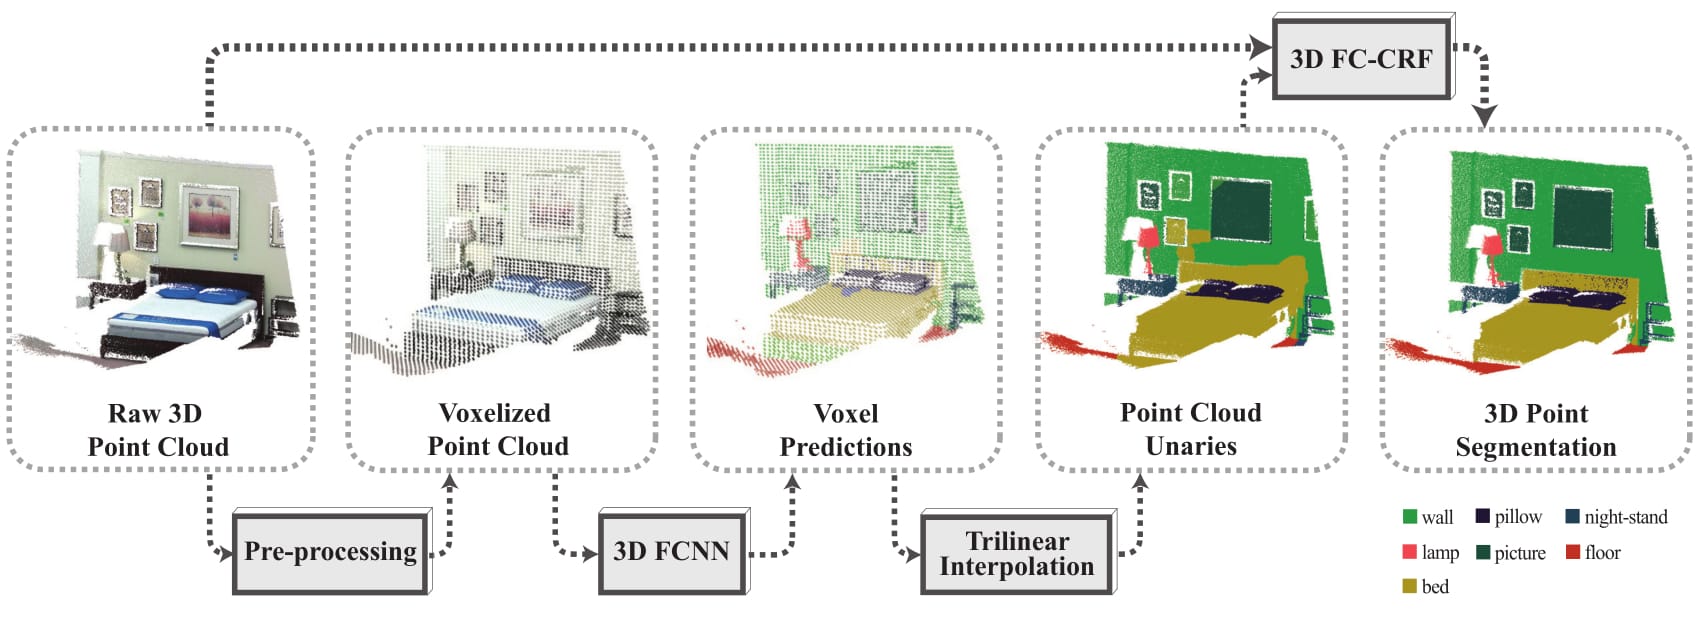 3D FC-CRF
Raw 3D
Point Cloud
Voxelized
Point Cloud
Voxel
Predictions
Point Cloud
Unaries
3D Point
Segmentation
Pre-processing
3D FCNN
Trilinear
Interpolation
wall pillow night-stand
lamp picture floor
bed